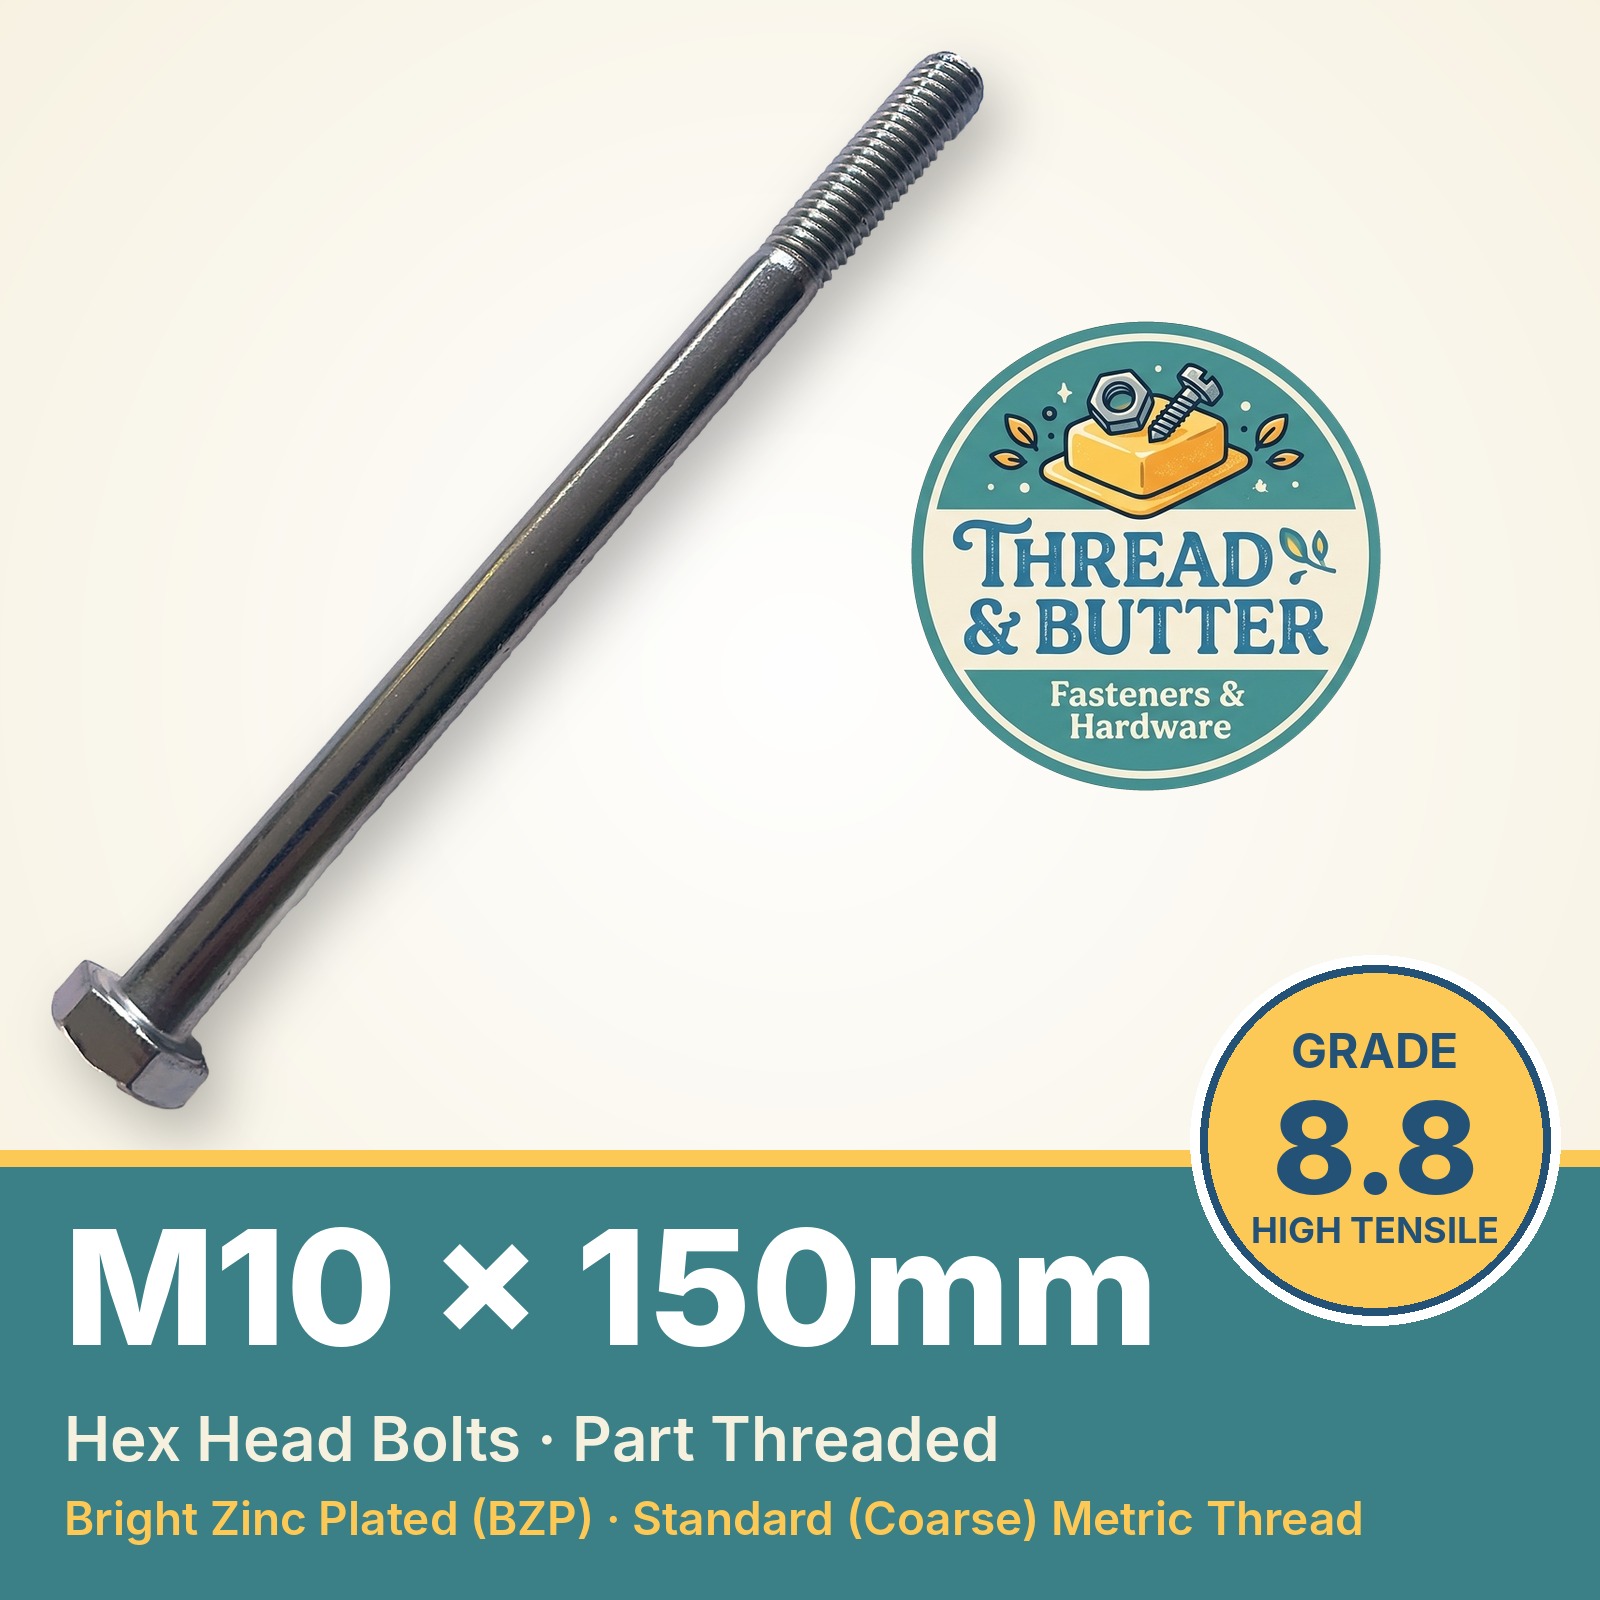 THREAD
& BUTTER
Fasteners &
Hardware
GRADE
8.8
HIGH TENSILE
M10 × 150mm
Hex Head Bolts · Part Threaded
Bright Zinc Plated (BZP) · Standard (Coarse) Metric Thread